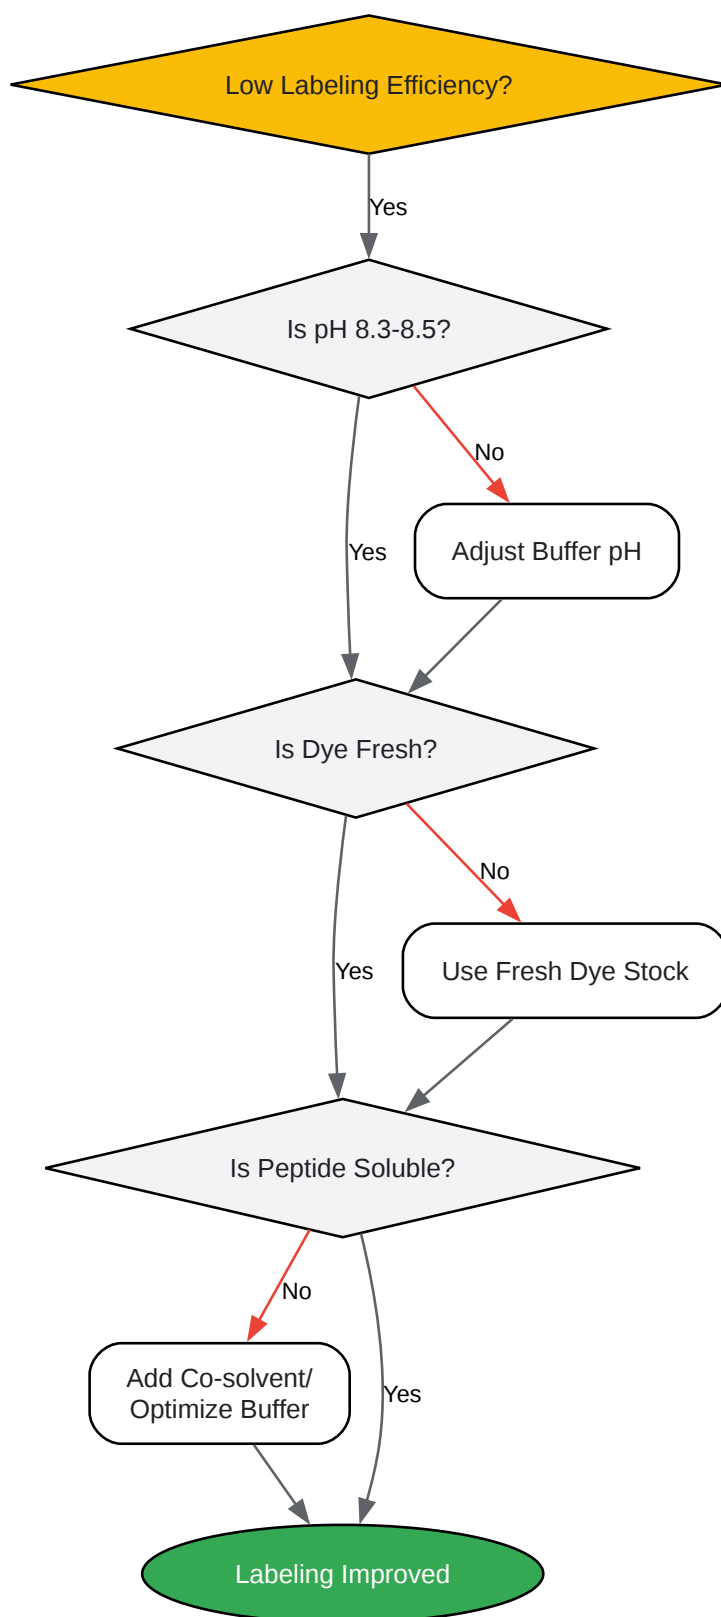 Low Labeling Efficiency?
Yes
Is pH 8.3-8.5?
No
Yes
Adjust Buffer pH
Is Dye Fresh?
No
Yes
Use Fresh Dye Stock
Is Peptide Soluble?
No
Add Co-solvent/
Optimize Buffer
Yes
Labeling Improved